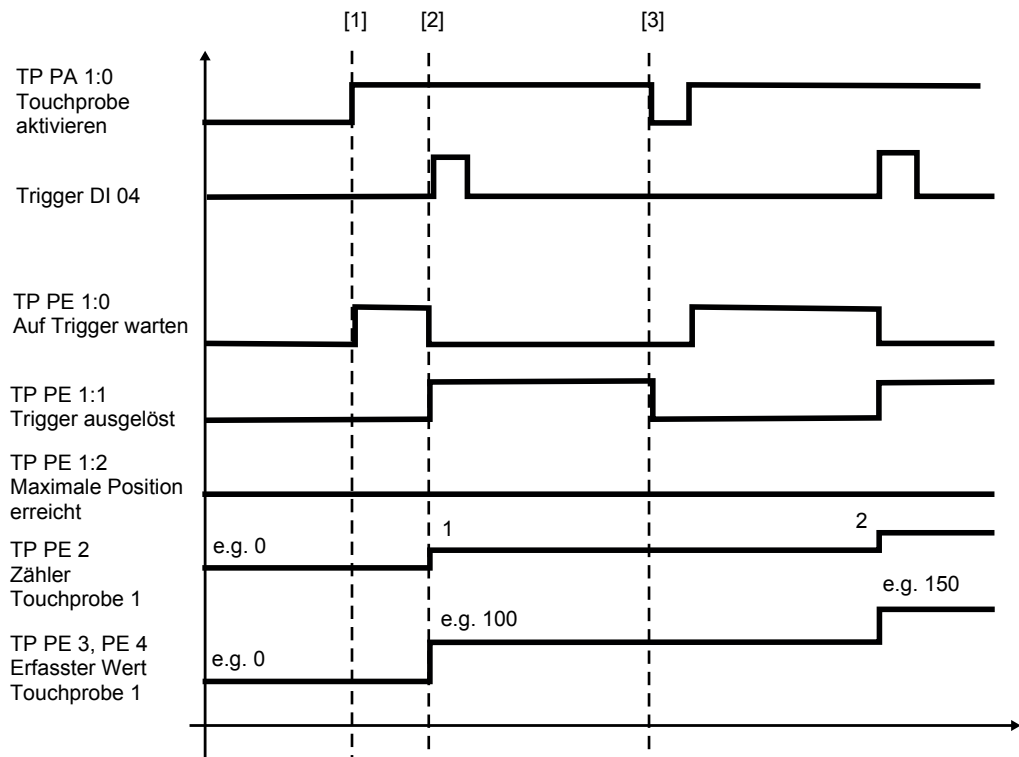 [1] [2] [3]
TP PA 1:0
Touchprobe
aktivieren
Trigger DI 04
TP PE 1:0
Auf Trigger warten
TP PE 1:1
Trigger ausgelöst
TP PE 1:2
Maximale Position
erreicht
TP PE 2
Zähler
Touchprobe 1
e.g. 0
1
2
TP PE 3, PE 4
Erfasster Wert
Touchprobe 1
e.g. 0
e.g. 100
e.g. 150